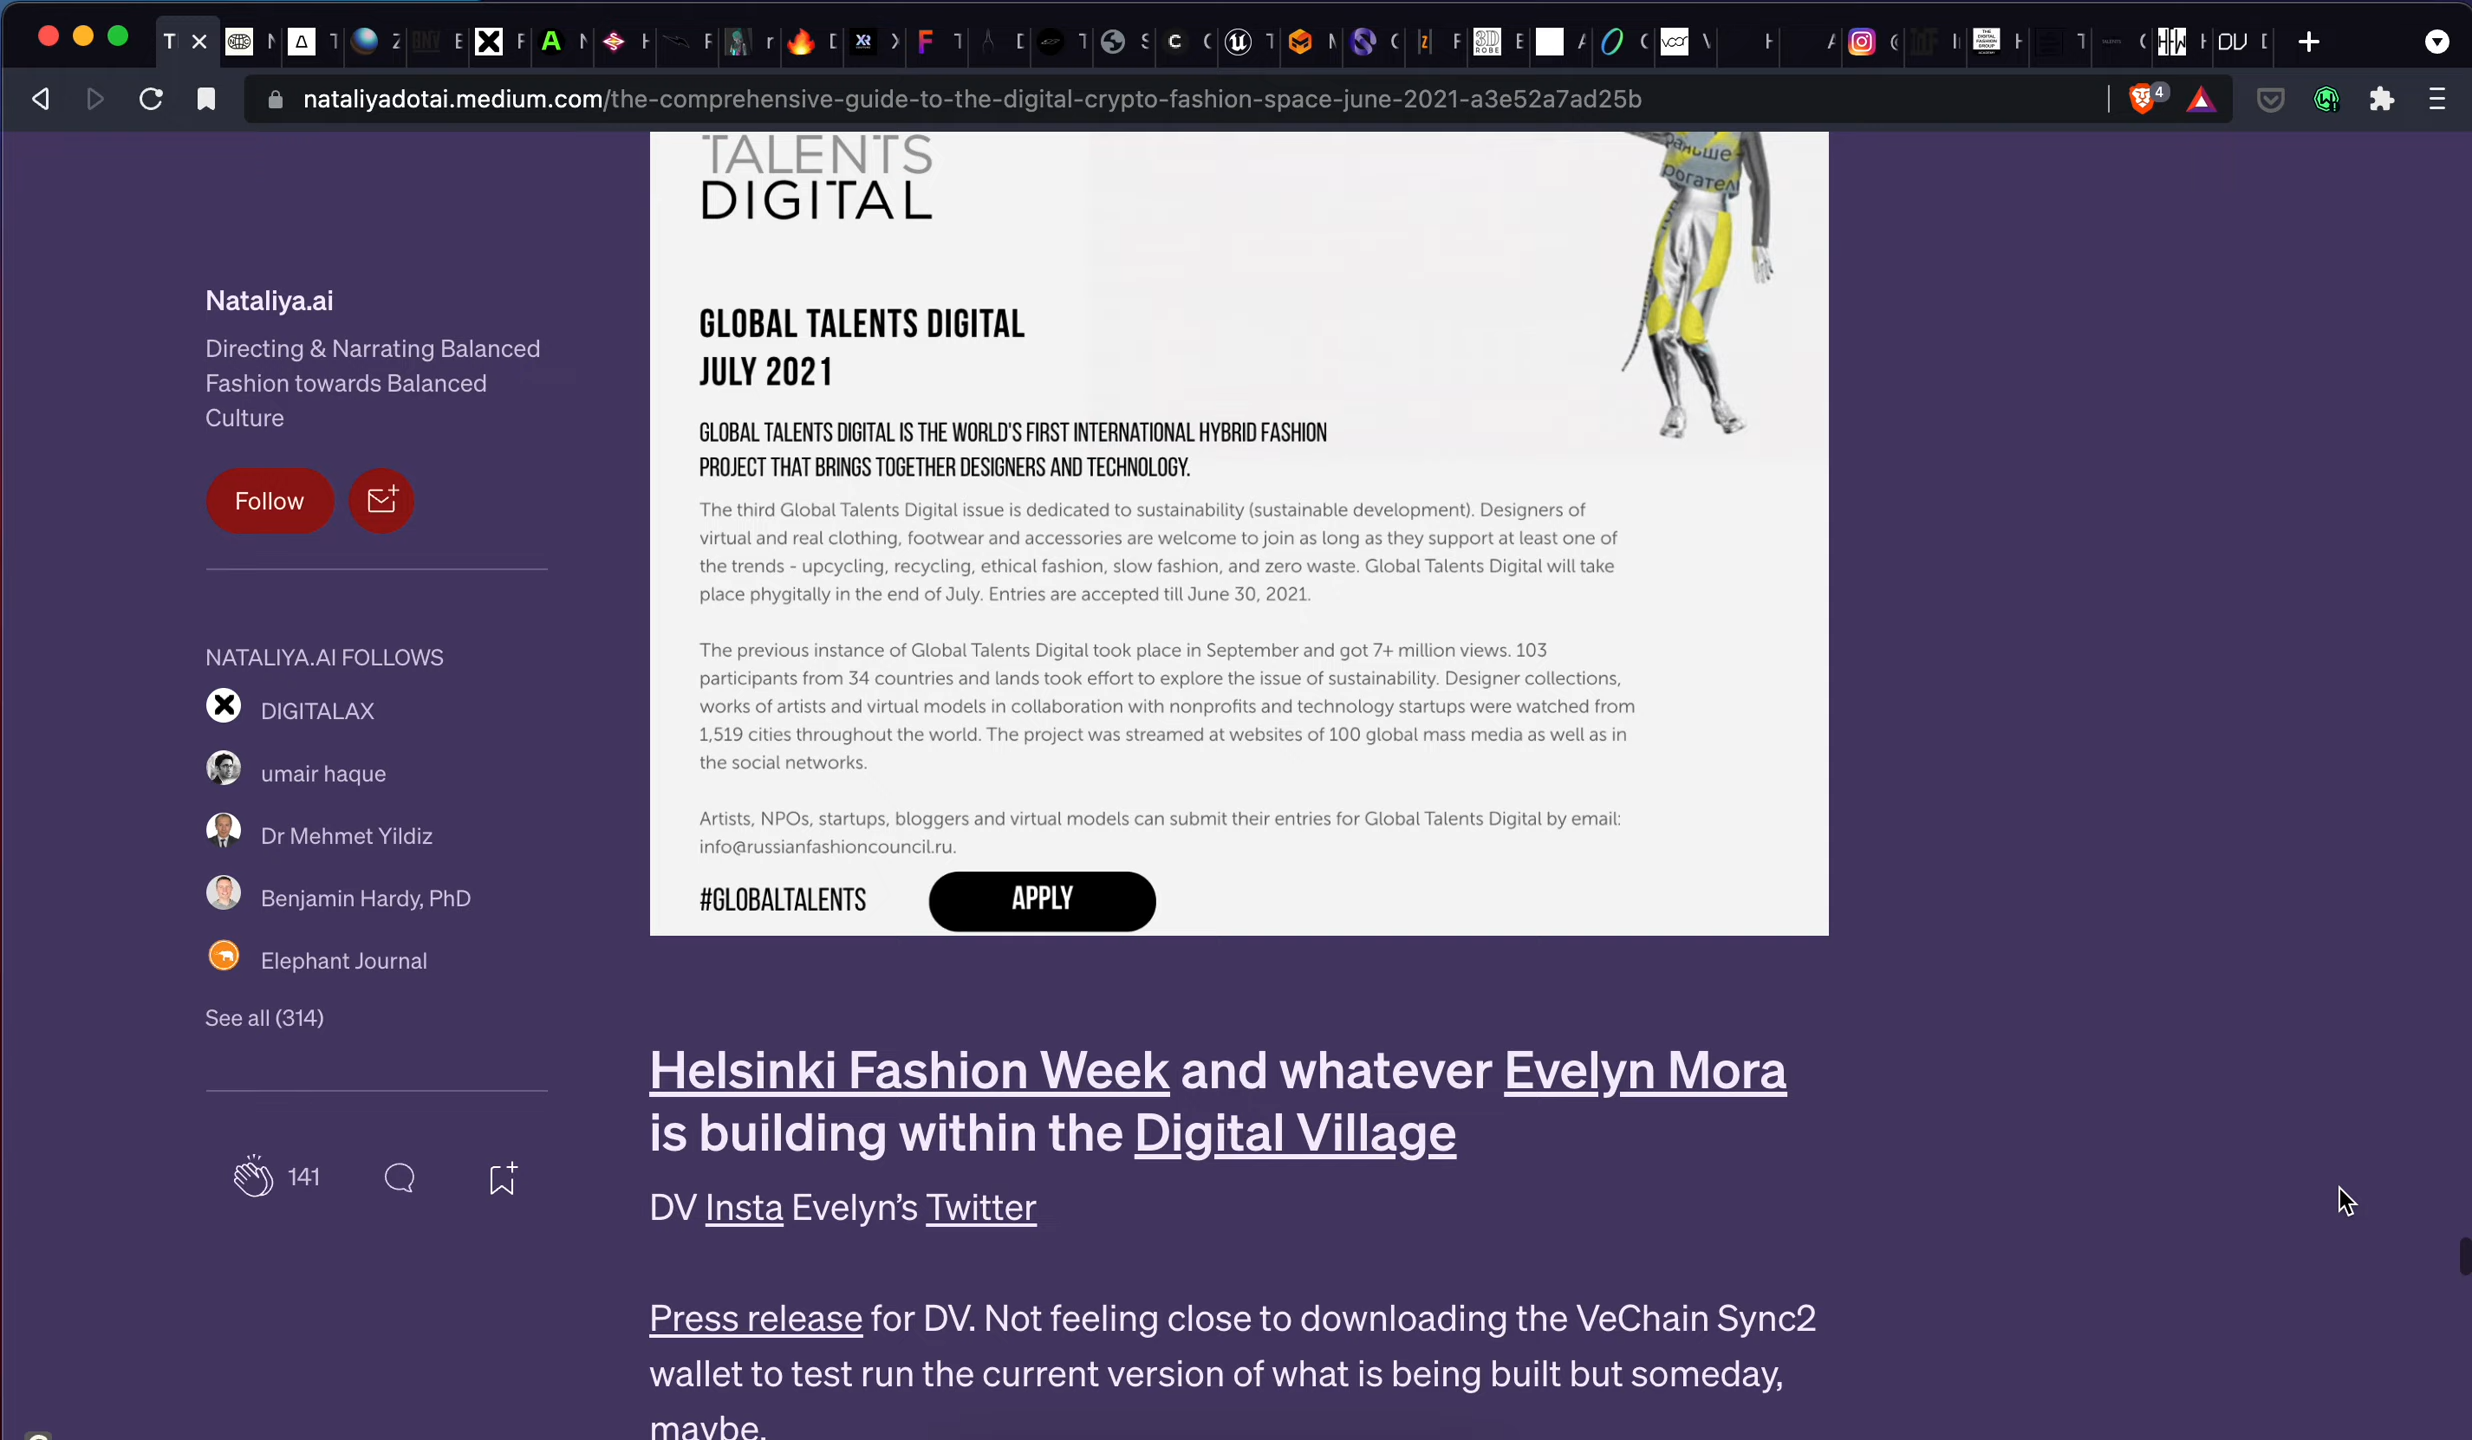 nataliyadotai.medium.com/the-comprehensive-guide-to-the-digital-crypto-fashion-space-june-2021-a3e52a7ad25b
4
TALENTS
DIGITAL
раньше -
рогател
Nataliya.ai
Directing & Narrating Balanced
Fashion towards Balanced
Culture
Follow
NATALIYA.AI FOLLOWS
DIGITALAX
umair haque
Dr Mehmet Yildiz
Benjamin Hardy, PhD
Elephant Journal
See all (314)
141
GLOBAL TALENTS DIGITAL
JULY 2021
GLOBAL TALENTS DIGITAL IS THE WORLD'S FIRST INTERNATIONAL HYBRID FASHION
PROJECT THAT BRINGS TOGETHER DESIGNERS AND TECHNOLOGY.
The third Global Talents Digital issue is dedicated to sustainability (sustainable development). Designers of
virtual and real clothing, footwear and accessories are welcome to join as long as they support at least one of
the trends - upcycling, recycling, ethical fashion, slow fashion, and zero waste. Global Talents Digital will take
place phygitally in the end of July. Entries are accepted till June 30, 2021.
The previous instance of Global Talents Digital took place in September and got 7+ million views. 103
participants from 34 countries and lands took effort to explore the issue of sustainability. Designer collections,
works of artists and virtual models in collaboration with nonprofits and technology startups were watched from
1,519 cities throughout the world. The project was streamed at websites of 100 global mass media as well as in
the social networks.
Artists, NPOs, startups, bloggers and virtual models can submit their entries for Global Talents Digital by email:
info@russianfashioncouncil.ru.
#GLOBALTALENTS
APPLY
Helsinki Fashion Week and whatever Evelyn Mora
is building within the Digital Village
DV Insta Evelyn’s Twitter
Press release for DV. Not feeling close to downloading the VeChain Sync2
wallet to test run the current version of what is being built but someday,
maybe.